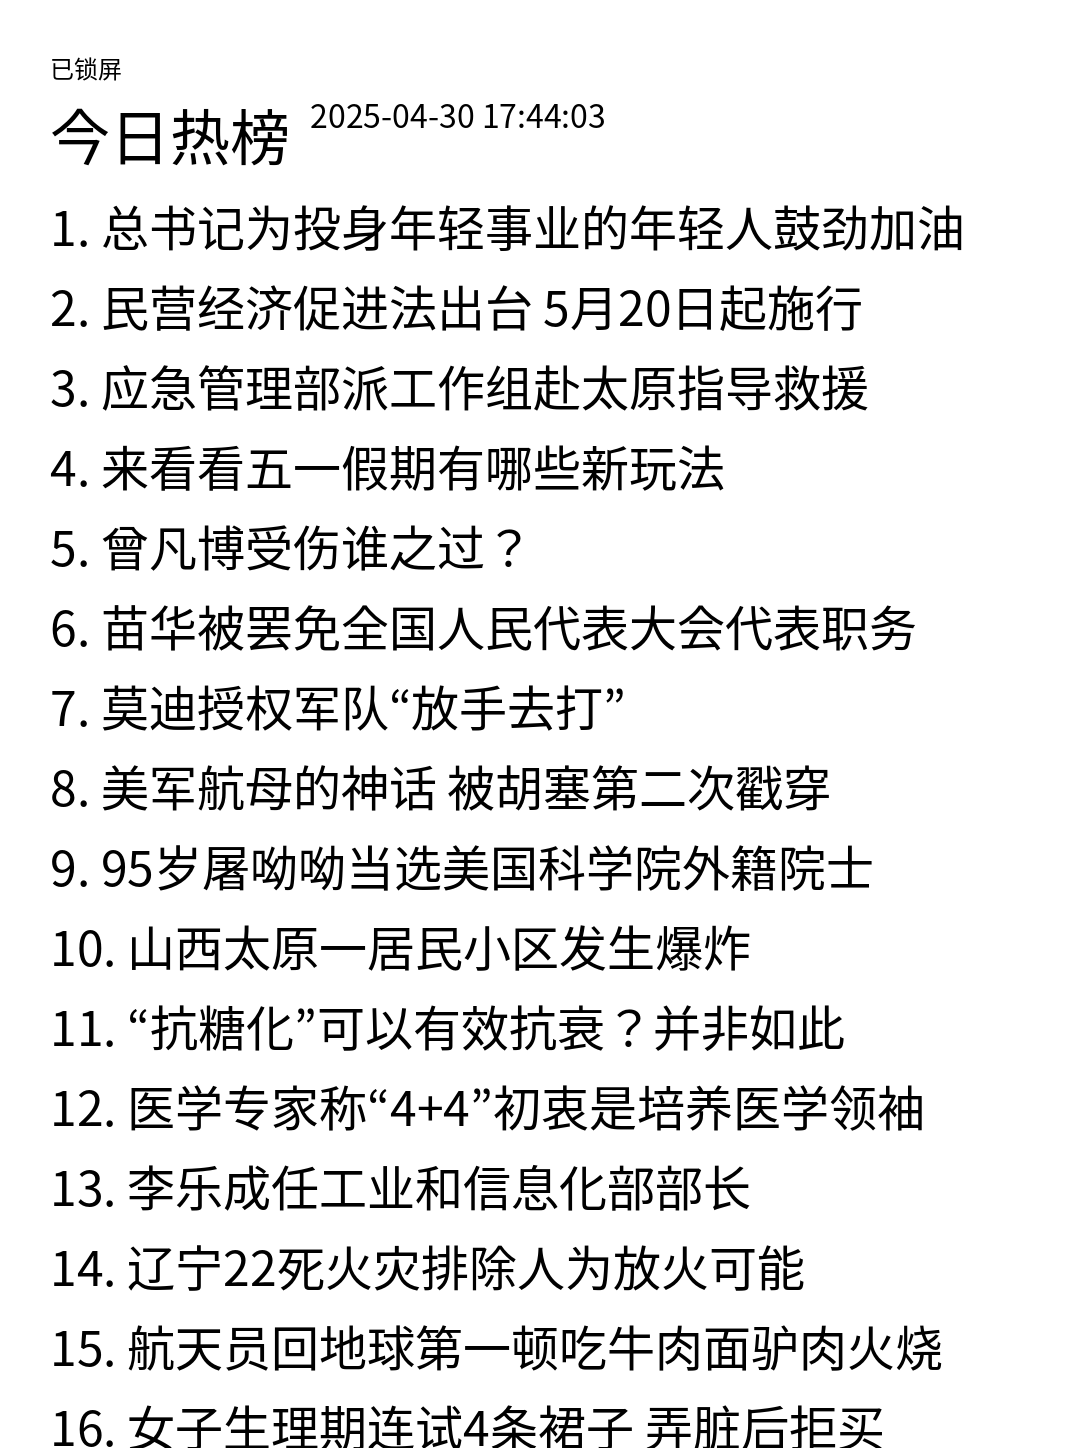 已锁屏
今日热榜 2025-04-30 17:44:03
1. 总书记为投身年轻事业的年轻人鼓劲加油
2. 民营经济促进法出台 5月20日起施行
3. 应急管理部派工作组赴太原指导救援
4. 来看看五一假期有哪些新玩法
5. 曾凡博受伤谁之过？
6. 苗华被罢免全国人民代表大会代表职务
7. 莫迪授权军队“放手去打”
8. 美军航母的神话 被胡塞第二次戳穿
9. 95岁屠呦呦当选美国科学院外籍院士
10. 山西太原一居民小区发生爆炸
11. “抗糖化”可以有效抗衰？并非如此
12. 医学专家称“4+4”初衷是培养医学领袖
13. 李乐成任工业和信息化部部长
14. 辽宁22死火灾排除人为放火可能
15. 航天员回地球第一顿吃牛肉面驴肉火烧
16. 女子生理期连试4条裙子 弄脏后拒买